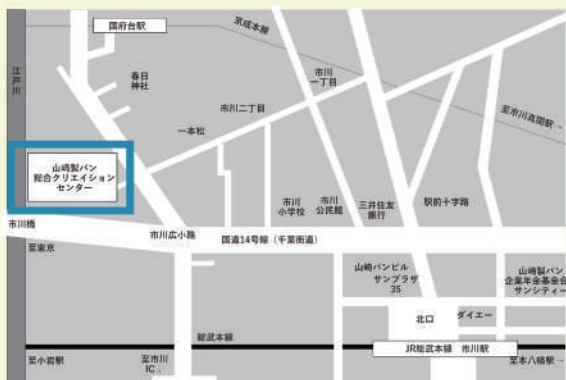 国府台駅
京成本線
江戸川
春日
神社
市川
一丁目
市川二丁目
至市川真間駅→
一本松
山崎製パン
総合クリエイション
センター
市川
小学校
市川
公民館
三井住友
銀行
駅前十字路
市川橋
市川広小路
国道14号線（千葉街道）
至東京
山崎パンビル
サンプラザ
35
山崎製パン
企業年金基金会館
サンシティー
北口
ダイエー
総武本線
JR総武本線　市川駅
至小岩駅
至市川
IC↓
至本八幡駅→